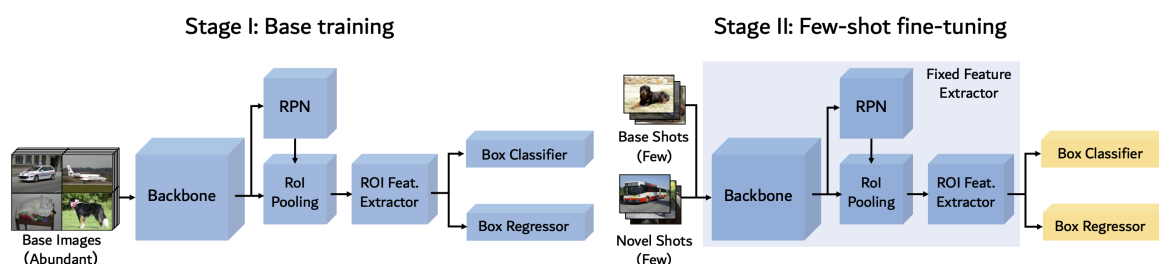 Stage I: Base training
RPN
Backbone
RoI
Pooling
ROI Feat.
Extractor
Box Classifier
Box Regressor
Base Images
(Abundant)
Stage II: Few-shot fine-tuning
Fixed Feature
Extractor
RPN
Base Shots
(Few)
Backbone
RoI
Pooling
ROI Feat.
Extractor
Box Classifier
Box Regressor
Novel Shots
(Few)